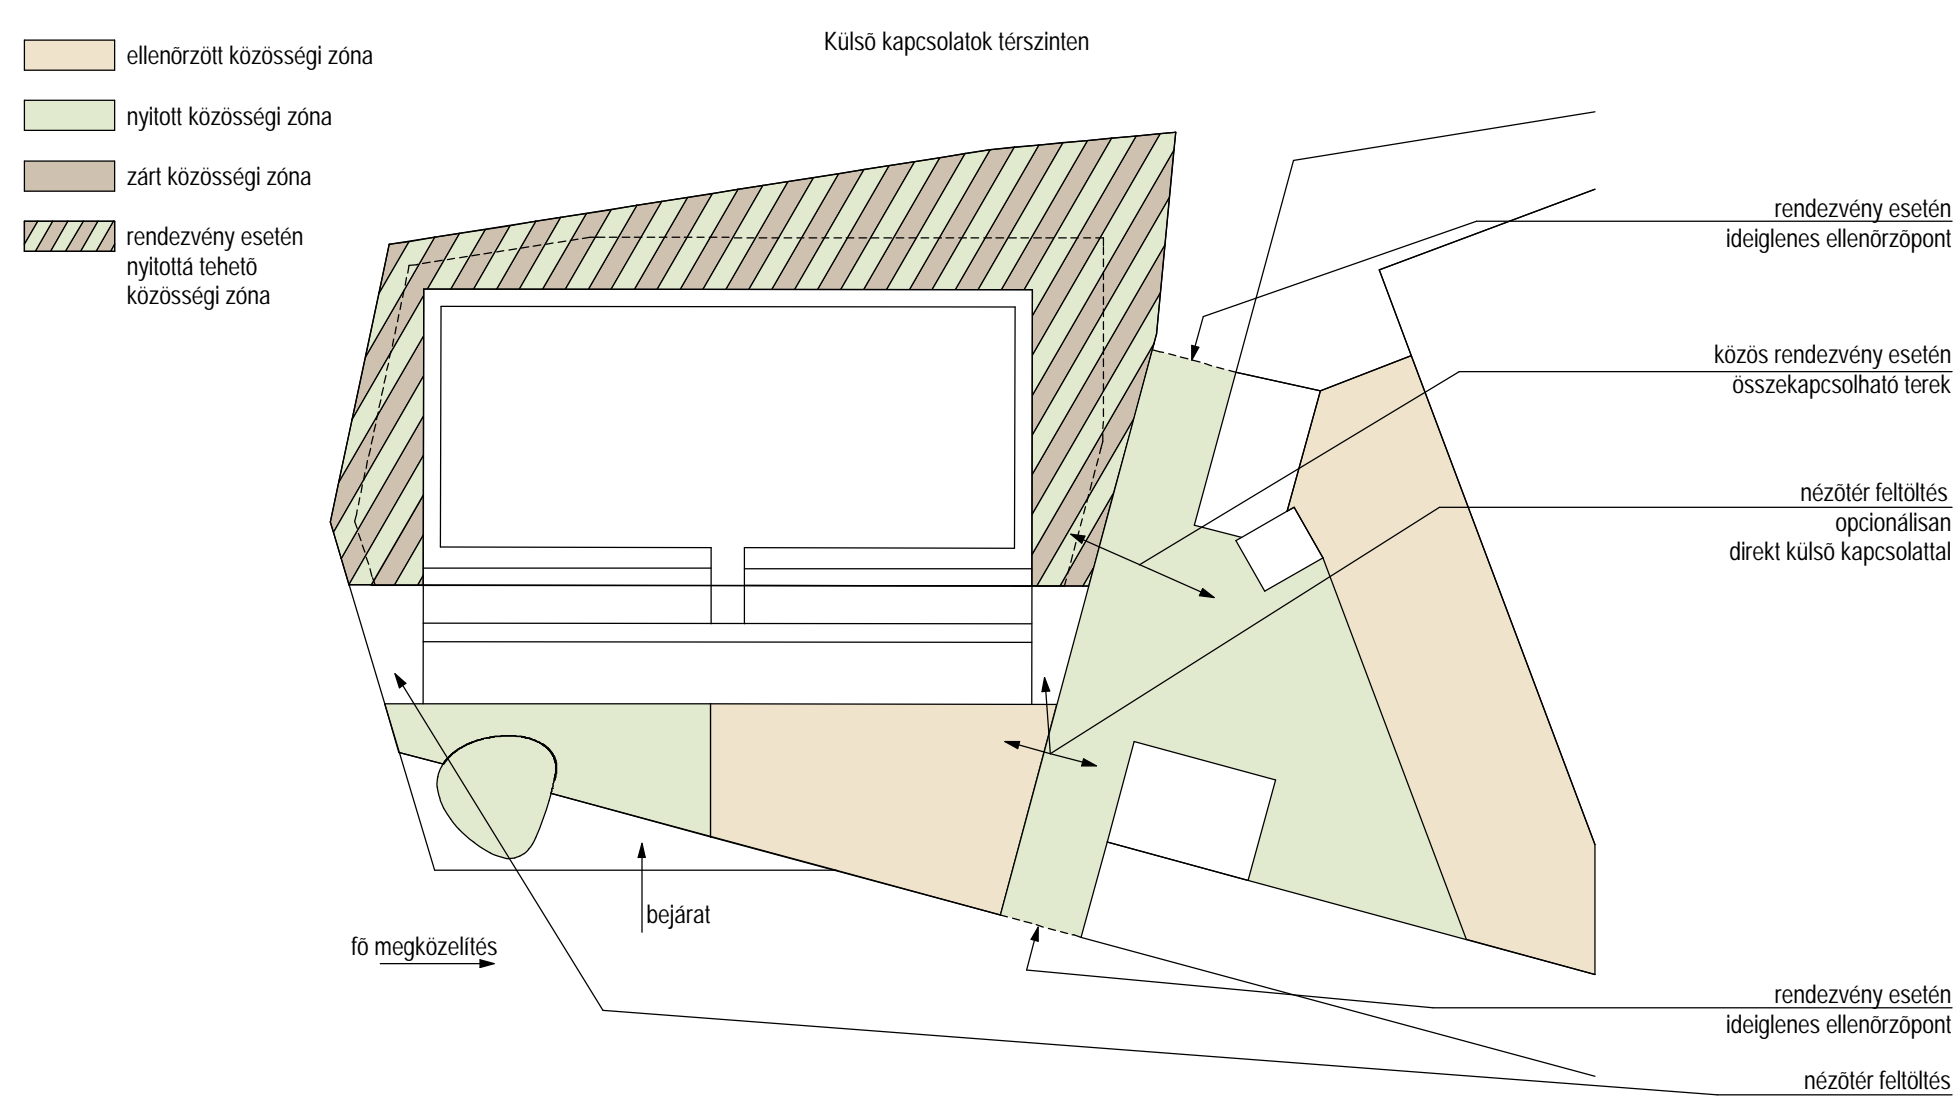 Külsõ kapcsolatok térszinten
ellenõrzött közösségi zóna
nyitott közösségi zóna
zárt közösségi zóna
rendezvény esetén
nyitottá tehetõ
közösségi zóna
rendezvény esetén
ideiglenes ellenõrzõpont
közös rendezvény esetén
összekapcsolható terek
nézõtér feltöltés
opcionálisan
direkt külsõ kapcsolattal
bejárat
fõ megközelítés
rendezvény esetén
ideiglenes ellenõrzõpont
nézõtér feltöltés